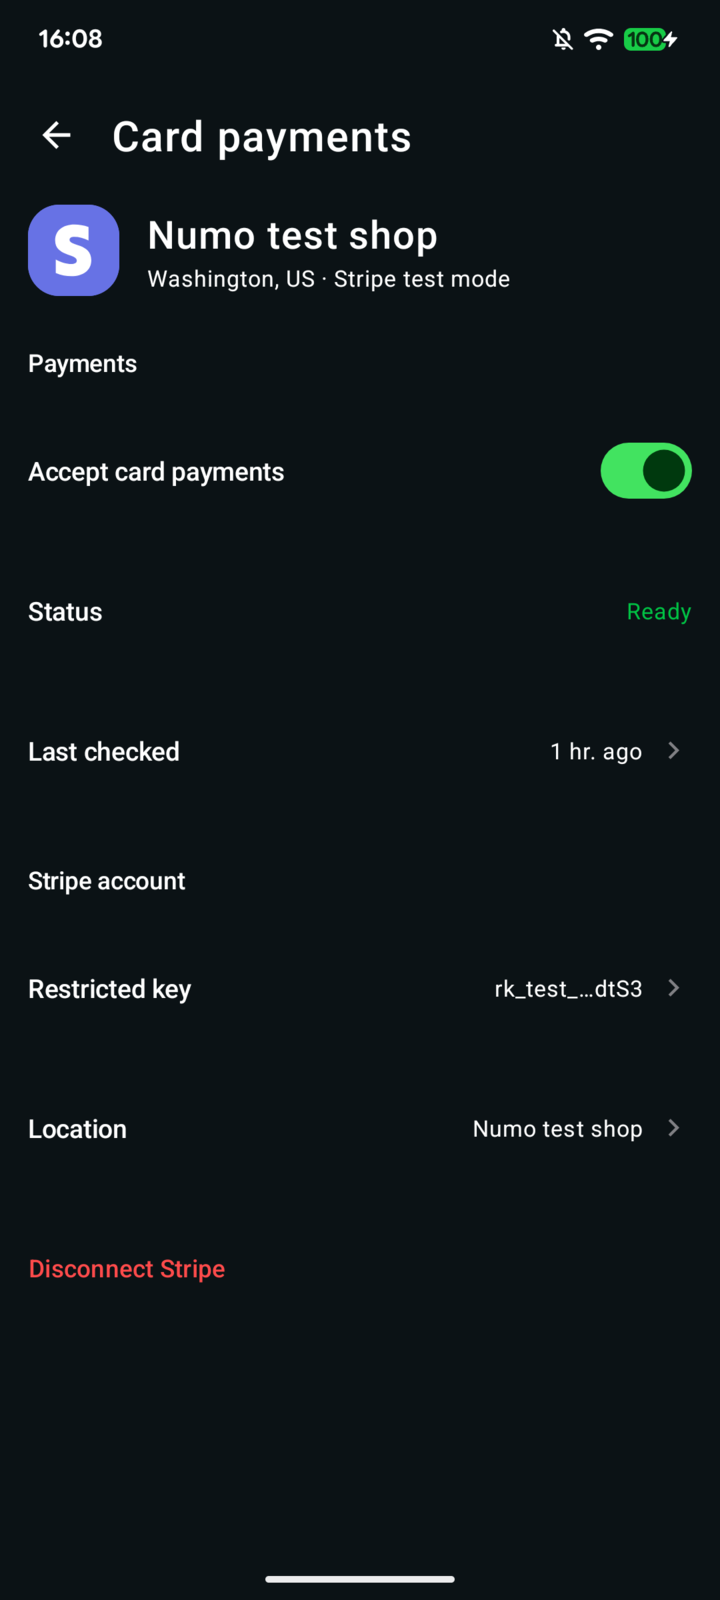 16:08
100
Card payments
S
Numo test shop
Washington, US · Stripe test mode
Payments
Accept card payments
Status
Ready
Last checked
1 hr. ago
Stripe account
Restricted key
rk_test_…dtS3
Location
Numo test shop
Disconnect Stripe